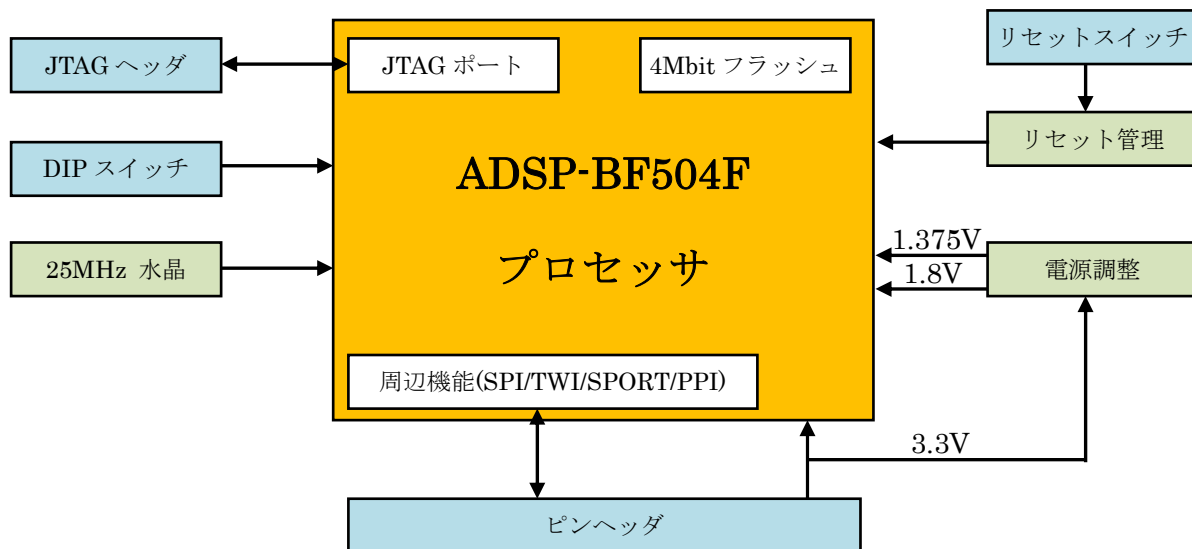 リセットスイッチ
JTAG ヘッダ
JTAG ポート
4Mbit フラッシュ
リセット管理
DIP スイッチ
ADSP-BF504F
プロセッサ
1.375V
25MHz 水晶
電源調整
1.8V
周辺機能(SPI/TWI/SPORT/PPI)
3.3V
ピンヘッダ